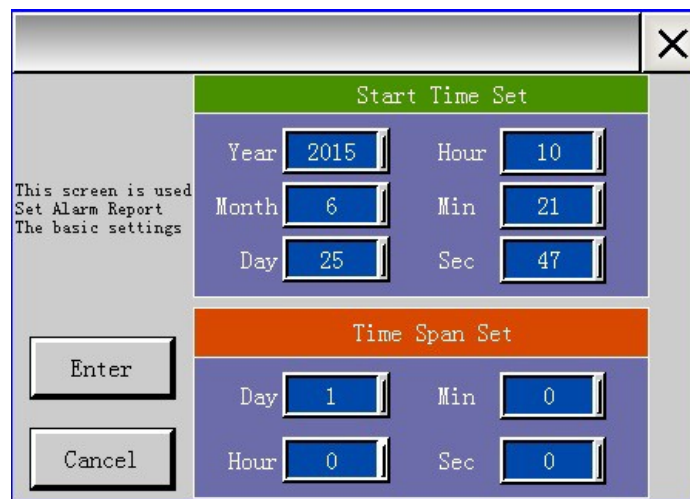 Start Time Set
Year 2015 Hour 10
This screen is used
Set Alarm Report
The basic settings
Month 6 Min 21
Day 25 Sec 47
Time Span Set
Enter
Day 1 Min 0
Cancel
Hour 0 Sec 0